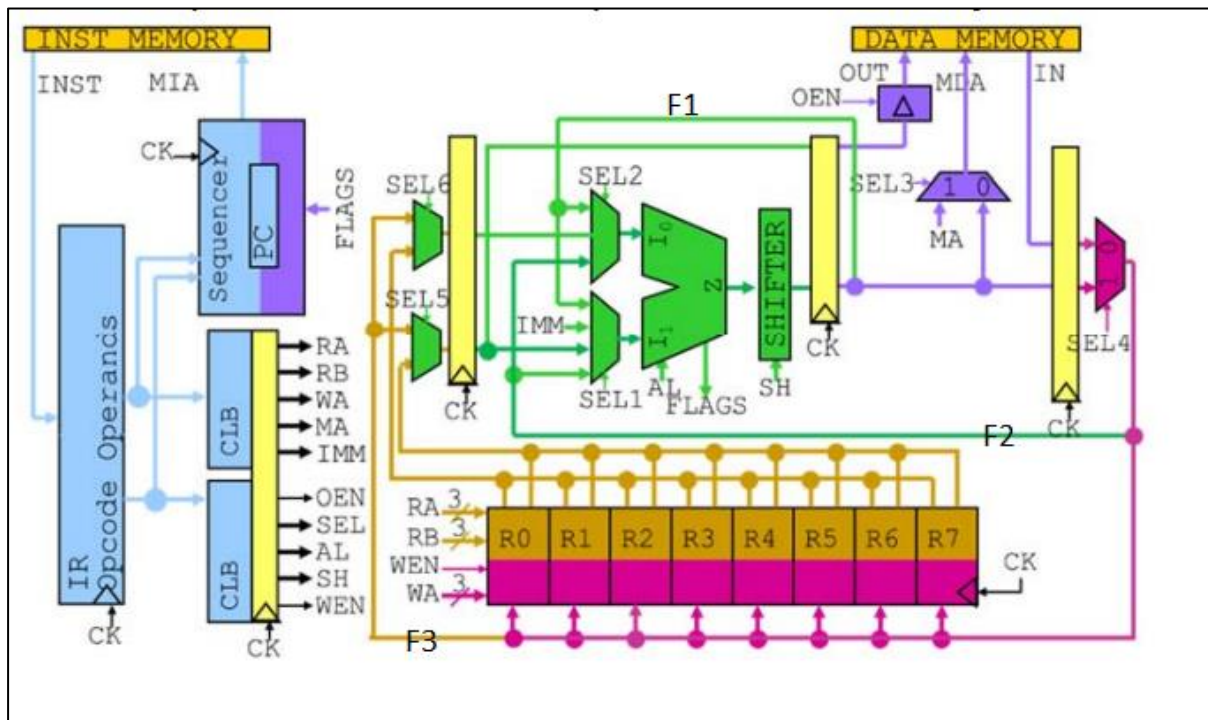 INST MEMORY
DATA MEMORY
INST
MIA
OUT
MDA
IN
F1
OEN
CK
Sequencer
PC
FLAGS
SEL6
SEL2
SEL3
1 0
MA
I0
SEL5
IMM
I1
Z
SHIFTER
1 0
SEL4
CK
SEL1
AL
FLAGS
SH
CK
CK
IR
Opcode Operands
CK
CLB
RA
RB
WA
MA
IMM
CLB
OEN
SEL
AL
SH
WEN
CK
F2
RA 3
RB 3
WEN
WA 3
R0 R1 R2 R3 R4 R5 R6 R7
CK
F3